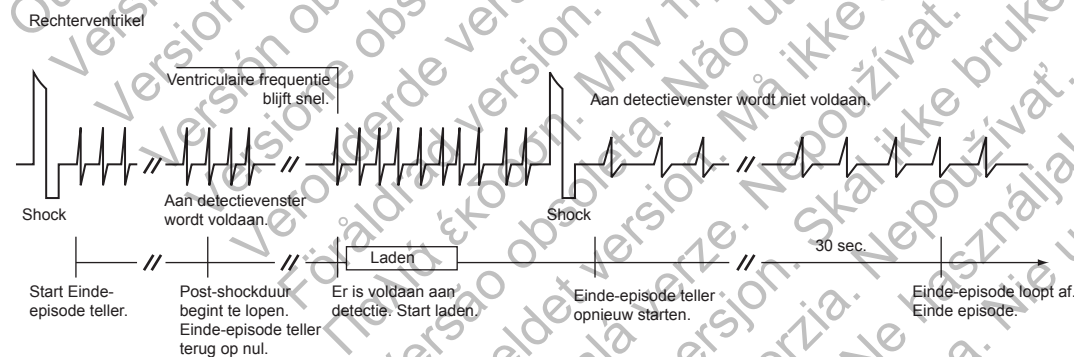 Rechterventrikel
Ventriculaire frequentie
blijft snel.
Aan detectievenster wordt niet voldaan.
Shock
Aan detectievenster
wordt voldaan.
Shock
Laden
30 sec.
Start Einde-
episode teller.
Post-shockduur
begint te lopen.
Einde-episode teller
terug op nul.
Er is voldaan aan
detectie. Start laden.
Einde-episode teller
opnieuw starten.
Einde-episode loopt af.
Einde episode.